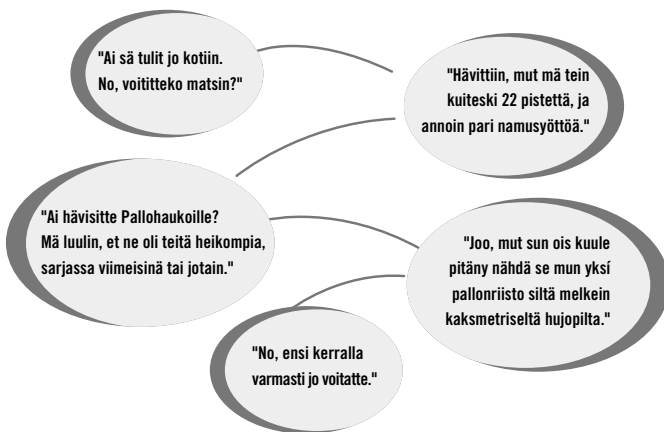 "Ai sä tulit jo kotiin.
No, voititteko matsin?"
"Hävittiin, mut mä tein
kuiteski 22 pistettä, ja
annoin pari namusyöttöä."
"Ai hävisitte Pallohaukoille?
Mä luulin, et ne oli teitä heikompia,
sarjassa viimeisinä tai jotain."
"Joo, mut sun ois kuule
pitäny nähdä se mun yksi
pallonriisto siltä melkein
kaksmetriseltä hujopilta."
"No, ensi kerralla
varmasti jo voitatte."